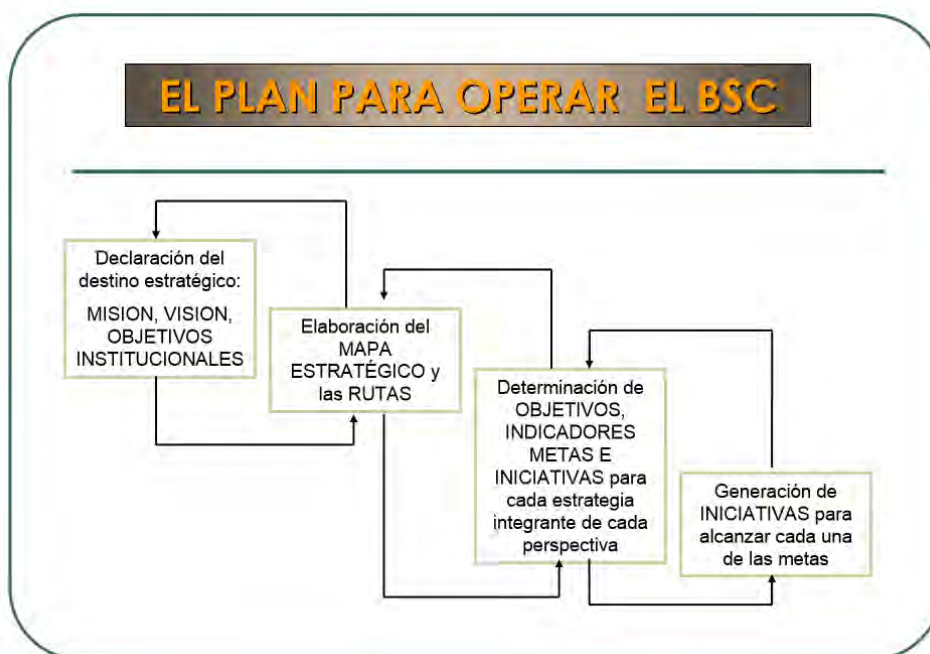 EL PLAN PARA OPERAR EL BSC
Declaración del
destino estratégico:
MISION, VISION,
OBJETIVOS
INSTITUCIONALES
Elaboración del
MAPA
ESTRATÉGICO y
las RUTAS
Determinación de
OBJETIVOS,
INDICADORES
METAS E
INICIATIVAS para
cada estrategia
integrante de cada
perspectiva
Generación de
INICIATIVAS para
alcanzar cada una
de las metas